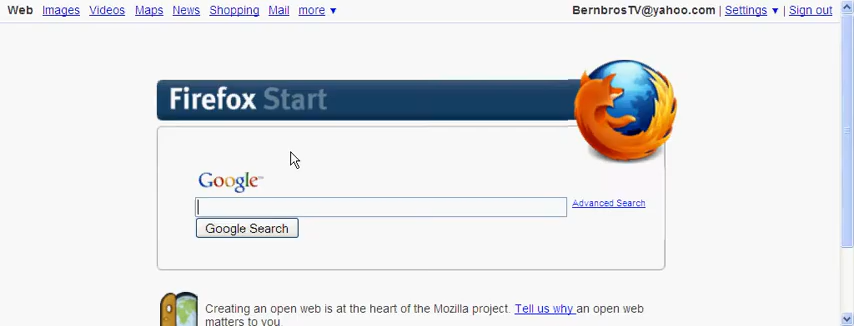 Web Images Videos Maps News Shopping Mail more ▼ BernbrosTV@yahoo.com | Settings ▼ | Sign out
Firefox Start
Google™
Advanced Search
Google Search
Creating an open web is at the heart of the Mozilla project. Tell us why an open web
matters to you.